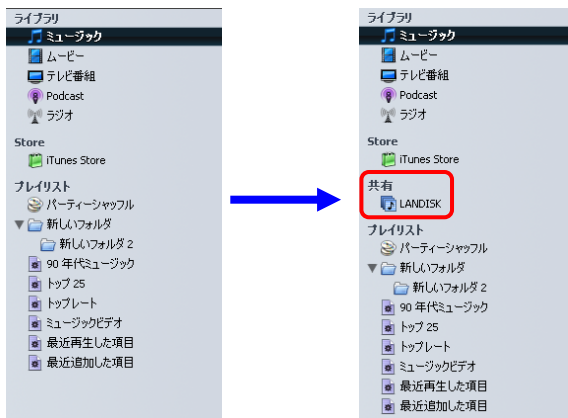 ライブラリ
ミュージック
ムービー
テレビ番組
Podcast
ラジオ
Store
iTunes Store
プレイリスト
パーティーシャッフル
新しいフォルダ
新しいフォルダ 2
90 年代ミュージック
トップ 25
トップレート
ミュージックビデオ
最近再生した項目
最近追加した項目
ライブラリ
ミュージック
ムービー
テレビ番組
Podcast
ラジオ
Store
iTunes Store
共有
LANDISK
プレイリスト
パーティーシャッフル
新しいフォルダ
新しいフォルダ 2
90 年代ミュージック
トップ 25
トップレート
ミュージックビデオ
最近再生した項目
最近追加した項目